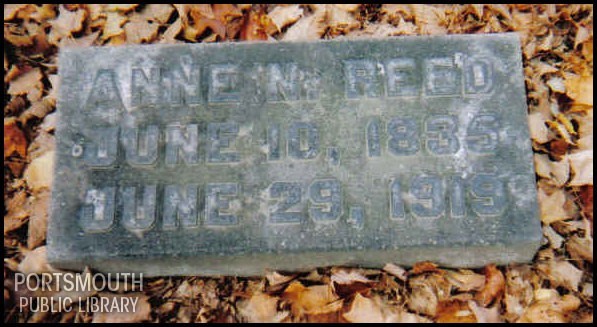 ANNE N. REED
JUNE 10, 1835
JUNE 29, 1919
PORTSMOUTH
PUBLIC LIBRARY